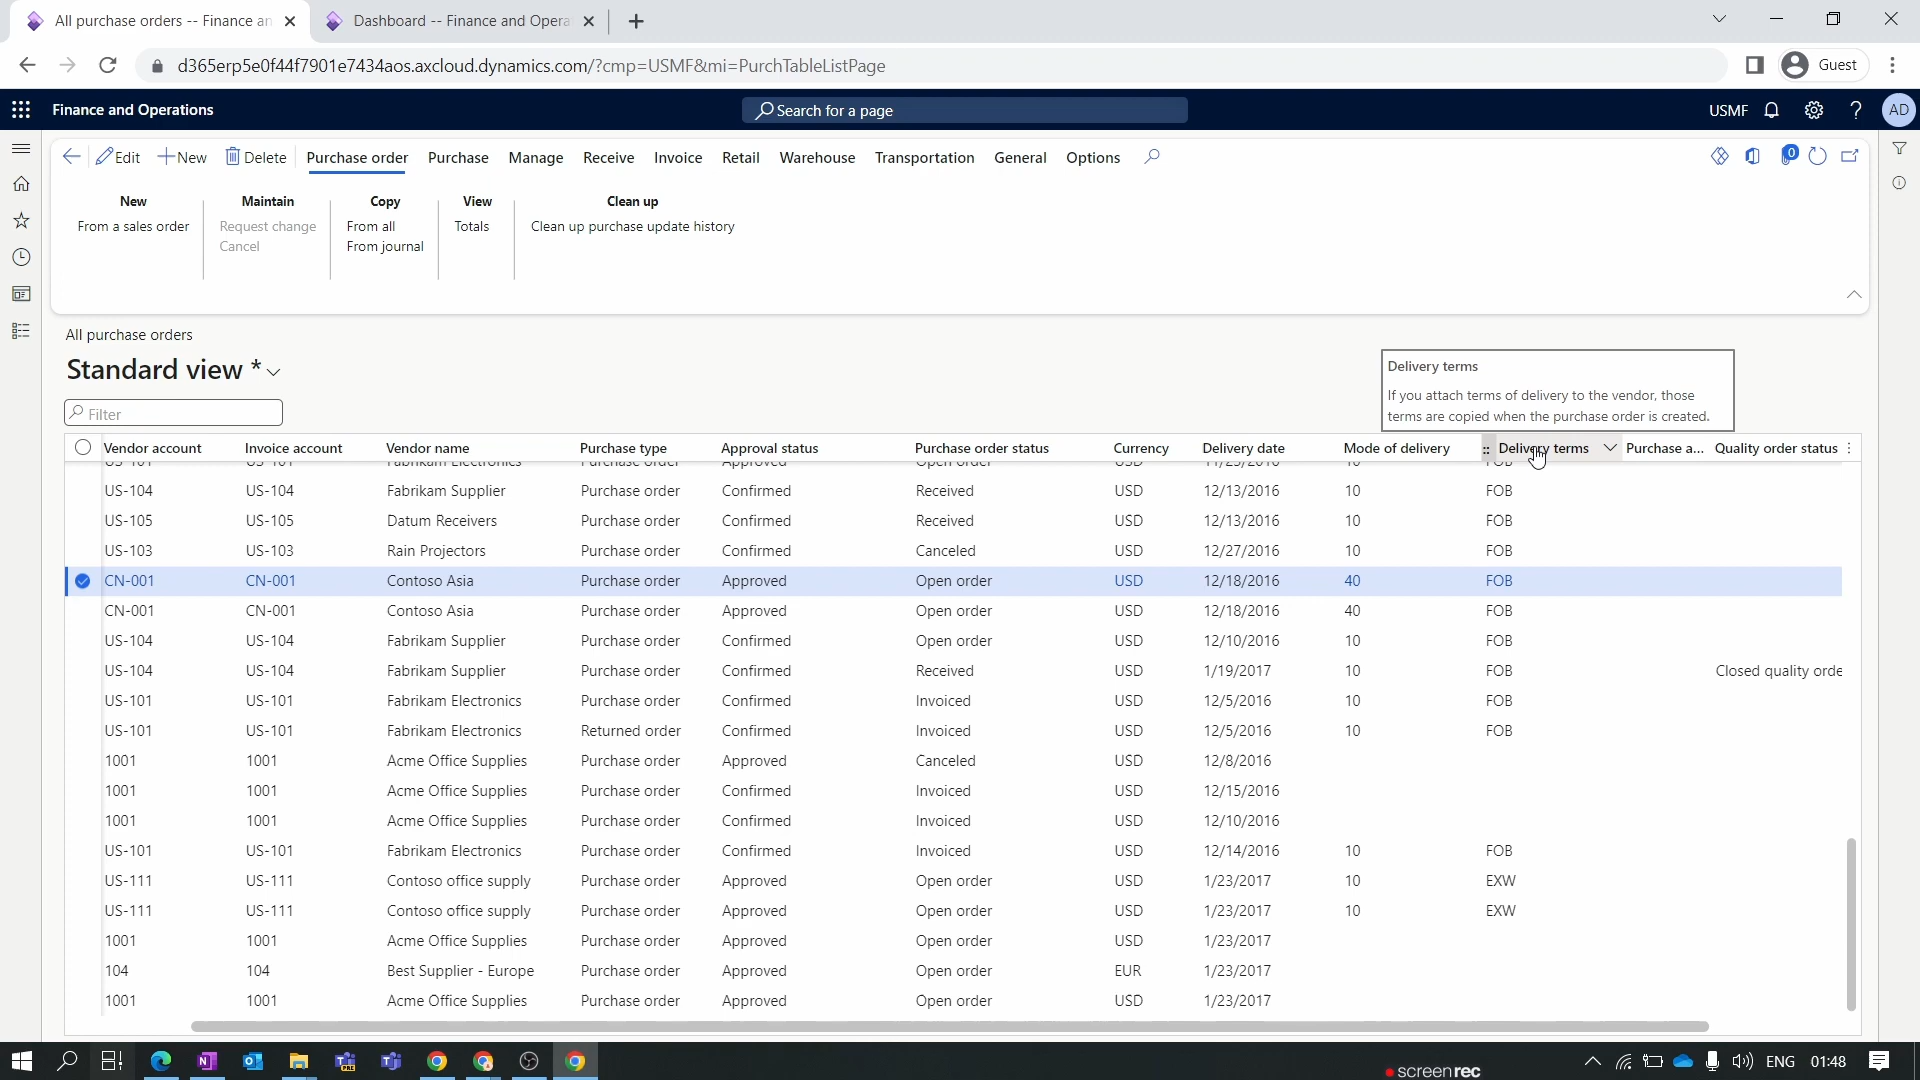 All purchase orders -- Finance an
Dashboard -- Finance and Opera
d365erp5e0f44f7901e7434aos.axcloud.dynamics.com/?cmp=USMF&mi=PurchTableListPage
Guest
Finance and Operations
Search for a page
USMF
AD
Edit New Delete Purchase order Purchase Manage Receive Invoice Retail Warehouse Transportation General Options
0
New Maintain Copy View Clean up
From a sales order Request change From all Totals Clean up purchase update history
Cancel From journal
All purchase orders
Standard view *
Delivery terms
If you attach terms of delivery to the vendor, those
terms are copied when the purchase order is created.
Filter
Vendor account Invoice account Vendor name Purchase type Approval status Purchase order status Currency Delivery date Mode of delivery Delivery terms Purchase a... Quality order status
US-101 US-101 Fabrikam Electronics Purchase order Approved Open order USD 10 FOB
US-104 US-104 Fabrikam Supplier Purchase order Confirmed Received USD 12/13/2016 10 FOB
US-105 US-105 Datum Receivers Purchase order Confirmed Received USD 12/13/2016 10 FOB
US-103 US-103 Rain Projectors Purchase order Confirmed Canceled USD 12/27/2016 10 FOB
CN-001 CN-001 Contoso Asia Purchase order Approved Open order USD 12/18/2016 40 FOB
CN-001 CN-001 Contoso Asia Purchase order Approved Open order USD 12/18/2016 40 FOB
US-104 US-104 Fabrikam Supplier Purchase order Confirmed Open order USD 12/10/2016 10 FOB
US-104 US-104 Fabrikam Supplier Purchase order Confirmed Received USD 1/19/2017 10 FOB Closed quality orde
US-101 US-101 Fabrikam Electronics Purchase order Confirmed Invoiced USD 12/5/2016 10 FOB
US-101 US-101 Fabrikam Electronics Returned order Confirmed Invoiced USD 12/5/2016 10 FOB
1001 1001 Acme Office Supplies Purchase order Approved Canceled USD 12/8/2016
1001 1001 Acme Office Supplies Purchase order Confirmed Invoiced USD 12/15/2016
1001 1001 Acme Office Supplies Purchase order Confirmed Invoiced USD 12/10/2016
US-101 US-101 Fabrikam Electronics Purchase order Confirmed Invoiced USD 12/14/2016 10 FOB
US-111 US-111 Contoso office supply Purchase order Approved Open order USD 1/23/2017 10 EXW
US-111 US-111 Contoso office supply Purchase order Approved Open order USD 1/23/2017 10 EXW
1001 1001 Acme Office Supplies Purchase order Approved Open order USD 1/23/2017
104 104 Best Supplier - Europe Purchase order Approved Open order EUR 1/23/2017
1001 1001 Acme Office Supplies Purchase order Approved Open order USD 1/23/2017
screenrec
ENG 01:48